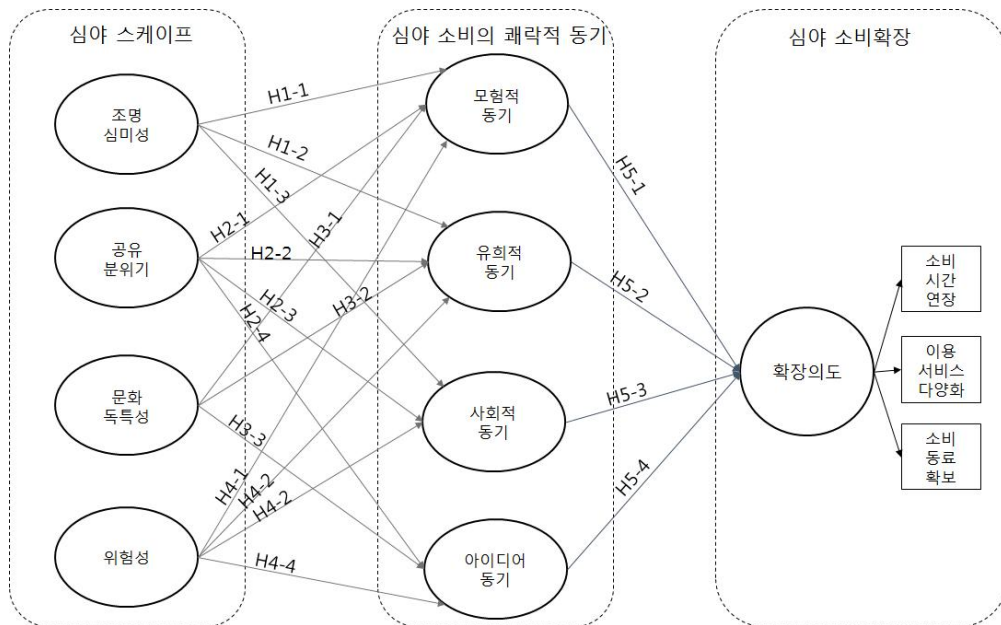 심야 스케이프
심야 소비의 쾌락적 동기
심야 소비확장
조명
심미성
공유
분위기
문화
독특성
위험성
H1-1
H1-2
H1-3
H2-1
H2-2
H2-3
H2-4
H3-1
H3-2
H3-3
H4-1
H4-2
H4-2
H4-4
모험적
동기
유희적
동기
사회적
동기
아이디어
동기
H5-1
H5-2
H5-3
H5-4
확장의도
소비
시간
연장
이용
서비스
다양화
소비
동료
확보